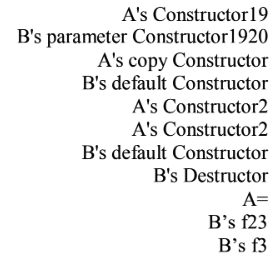 A's Constructor19
B's parameter Constructor1920
A's copy Constructor
B's default Constructor
A's Constructor2
A's Constructor2
B's default Constructor
B's Destructor
A=
B’s f23
B’s f3